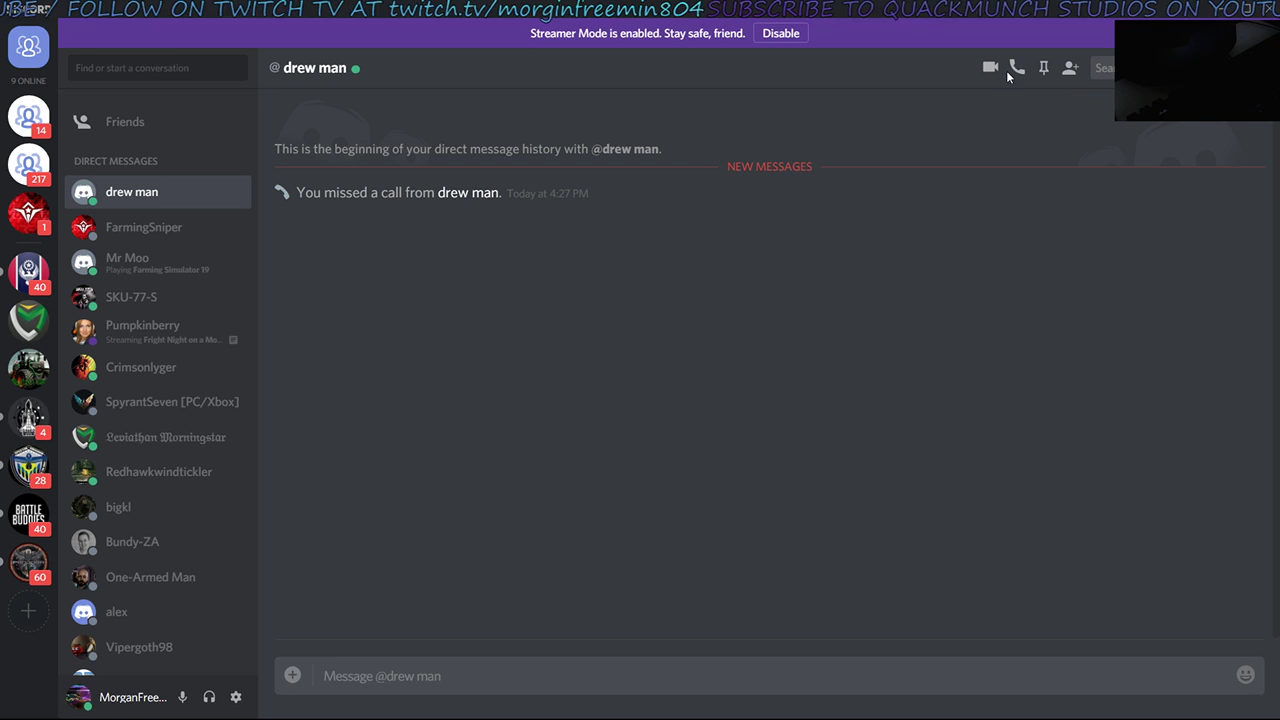 FOLLOW ON TWITCH TV AT twitch.tv/morginfreemin804 SUBSCRIBE TO QUACKMUNCH STUDIOS ON
Streamer Mode is enabled. Stay safe, friend. Disable
Find or start a conversation
@ drew man
9 ONLINE
14
217
1
40
4
28
BATTLE BUDDIES
40
60
Friends
DIRECT MESSAGES
drew man
FarmingSniper
Mr Moo
Playing Farming Simulator 19
SKU-77-S
Pumpkinberry
Streaming Fright Night on a Mo...
Crimsonlyger
SpyrantSeven [PC/Xbox]
𝕷𝖊𝖛𝖎𝖆𝖙𝖍𝖆𝖓 𝕸𝖔𝖗𝖓𝖎𝖓𝖌𝖘𝖙𝖆𝖗
Redhawkwindtickler
bigkl
Bundy-ZA
One-Armed Man
alex
Vipergoth98
MorganFree...
This is the beginning of your direct message history with @drew man.
NEW MESSAGES
You missed a call from drew man. Today at 4:27 PM
Message @drew man